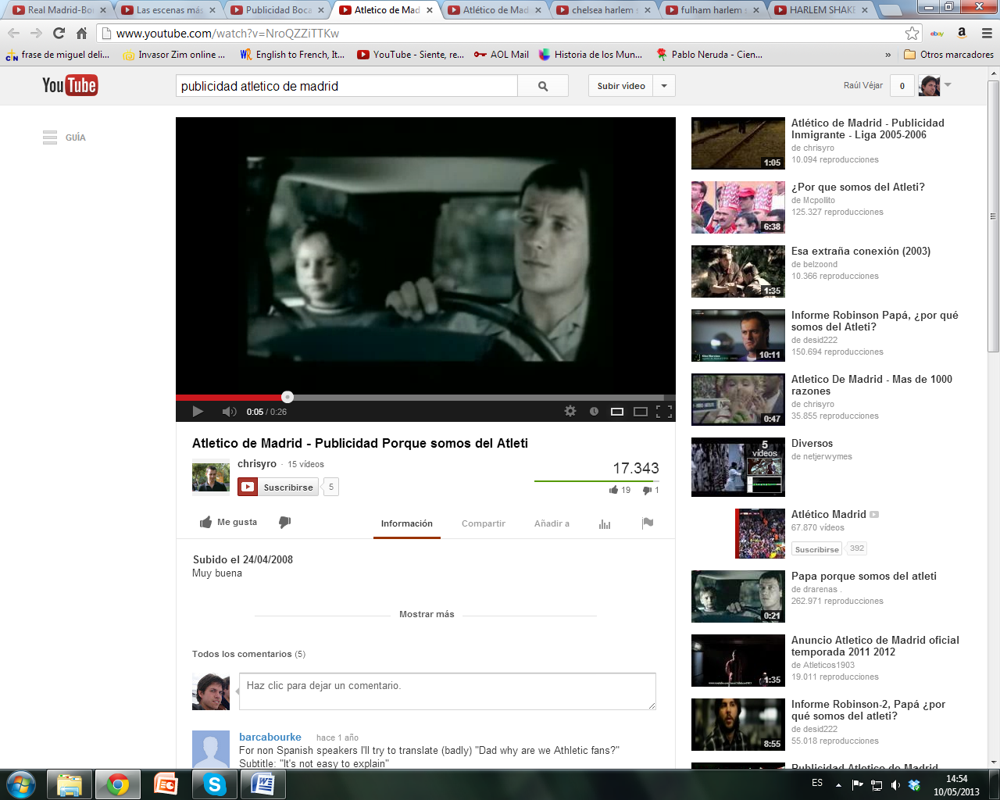 Real Madrid-Bo
Las escenas más
Publicidad Boca
Atletico de Mad
Atlético de Mad
chelsea harlem s
fulham harlem s
HARLEM SHAKE
www.youtube.com/watch?v=NroQZZiTTKw
frase de miguel deli...
Invasor Zim online ...
English to French, It...
YouTube - Siente, re...
AOL Mail
Historia de los Mun...
Pablo Neruda - Cien...
»
Otros marcadores
YouTube
publicidad atletico de madrid
Subir vídeo
Raúl Véjar
0
GUÍA
0:05 / 0:26
Atletico de Madrid - Publicidad Porque somos del Atleti
chrisyro · 15 vídeos
Suscribirse
5
17.343
19
1
Me gusta
Información
Compartir
Añadir a
Subido el 24/04/2008
Muy buena
Mostrar más
Todos los comentarios (5)
Haz clic para dejar un comentario.
barcabourke hace 1 año
For non Spanish speakers I'll try to translate (badly) "Dad why are we Athletic fans?"
Subtitle: "It's not easy to explain"
1:05
Atlético de Madrid - Publicidad
Inmigrante - Liga 2005-2006
de chrisyro
10.094 reproducciones
6:38
¿Por que somos del Atleti?
de Mcpollito
125.327 reproducciones
1:35
Esa extraña conexión (2003)
de belzoond
10.366 reproducciones
10:11
Informe Robinson Papá, ¿por qué
somos del Atleti?
de desid222
150.694 reproducciones
0:47
Atletico De Madrid - Mas de 1000
razones
de chrisyro
35.855 reproducciones
5
vídeos
Diversos
de netjerwymes
Atlético Madrid
67.870 vídeos
Suscribirse
392
0:21
Papa porque somos del atleti
de drarenas .
262.971 reproducciones
1:35
Anuncio Atletico de Madrid oficial
temporada 2011 2012
de Atleticos1903
19.011 reproducciones
8:55
Informe Robinson-2, Papá ¿por
qué somos del atleti?
de desid222
55.018 reproducciones
Publicidad Atletico de Madrid
ES
14:54
10/05/2013